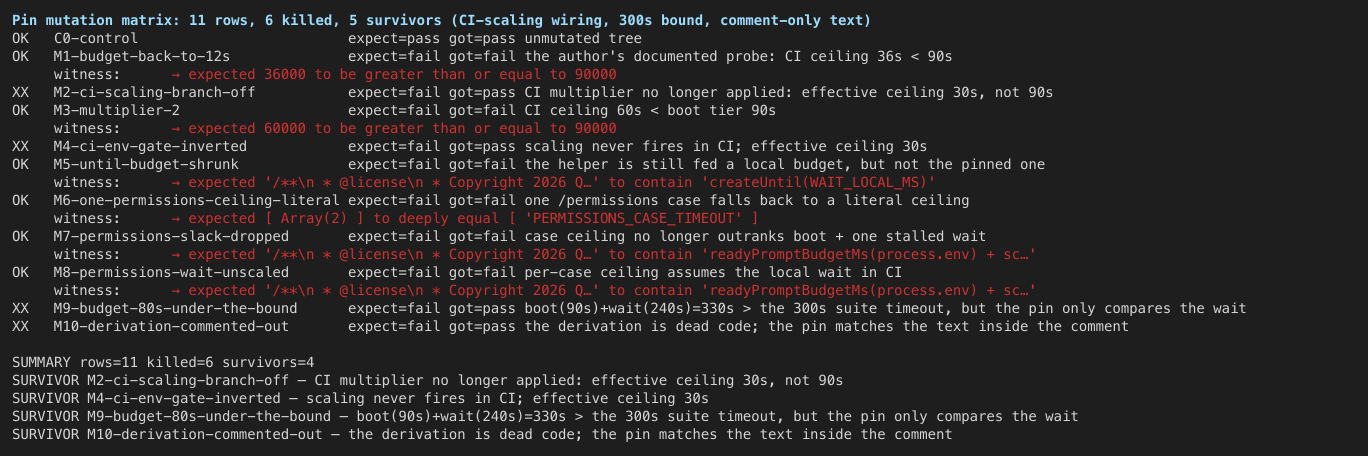 Pin mutation matrix: 11 rows, 6 killed, 5 survivors (CI-scaling wiring, 300s bound, comment-only text)
OK   C0-control                          expect=pass got=pass unmutated tree
OK   M1-budget-back-to-12s               expect=fail got=fail the author's documented probe: CI ceiling 36s < 90s
     witness:      → expected 36000 to be greater than or equal to 90000
XX   M2-ci-scaling-branch-off            expect=fail got=pass CI multiplier no longer applied: effective ceiling 30s, not 90s
OK   M3-multiplier-2                     expect=fail got=fail CI ceiling 60s < boot tier 90s
     witness:      → expected 60000 to be greater than or equal to 90000
XX   M4-ci-env-gate-inverted             expect=fail got=pass scaling never fires in CI; effective ceiling 30s
OK   M5-until-budget-shrunk              expect=fail got=fail the helper is still fed a local budget, but not the pinned one
     witness:      → expected '/**\n * @license\n * Copyright 2026 Q…' to contain 'createUntil(WAIT_LOCAL_MS)'
OK   M6-one-permissions-ceiling-literal expect=fail got=fail one /permissions case falls back to a literal ceiling
     witness:      → expected [ Array(2) ] to deeply equal [ 'PERMISSIONS_CASE_TIMEOUT' ]
OK   M7-permissions-slack-dropped        expect=fail got=fail case ceiling no longer outranks boot + one stalled wait
     witness:      → expected '/**\n * @license\n * Copyright 2026 Q…' to contain 'readyPromptBudgetMs(process.env) + sc…'
OK   M8-permissions-wait-unscaled        expect=fail got=fail per-case ceiling assumes the local wait in CI
     witness:      → expected '/**\n * @license\n * Copyright 2026 Q…' to contain 'readyPromptBudgetMs(process.env) + sc…'
XX   M9-budget-80s-under-the-bound       expect=fail got=pass boot(90s)+wait(240s)=330s > the 300s suite timeout, but the pin only compares the wait
XX   M10-derivation-commented-out        expect=fail got=pass the derivation is dead code; the pin matches the text inside the comment
SUMMARY rows=11 killed=6 survivors=4
SURVIVOR M2-ci-scaling-branch-off — CI multiplier no longer applied: effective ceiling 30s, not 90s
SURVIVOR M4-ci-env-gate-inverted — scaling never fires in CI; effective ceiling 30s
SURVIVOR M9-budget-80s-under-the-bound — boot(90s)+wait(240s)=330s > the 300s suite timeout, but the pin only compares the wait
SURVIVOR M10-derivation-commented-out — the derivation is dead code; the pin matches the text inside the comment